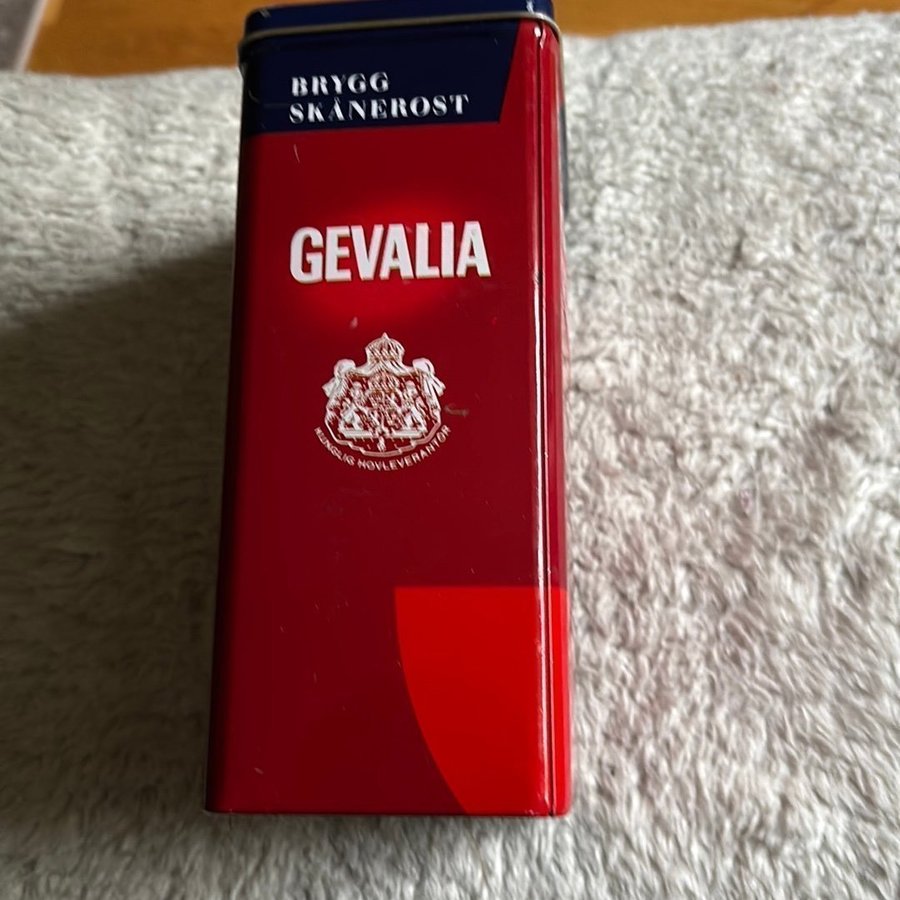 BRYGG
SKÅNEROST
GEVALIA
KUNGLIG HOVLEVERANTÖR